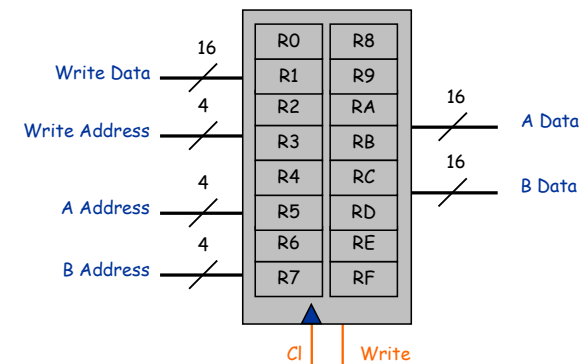 R0 R8
16
Write Data R1 R9
4 R2 RA 16
Write Address R3 RB A Data
4 R4 RC 16
A Address R5 RD B Data
4 R6 RE
B Address R7 RF
Cl Write